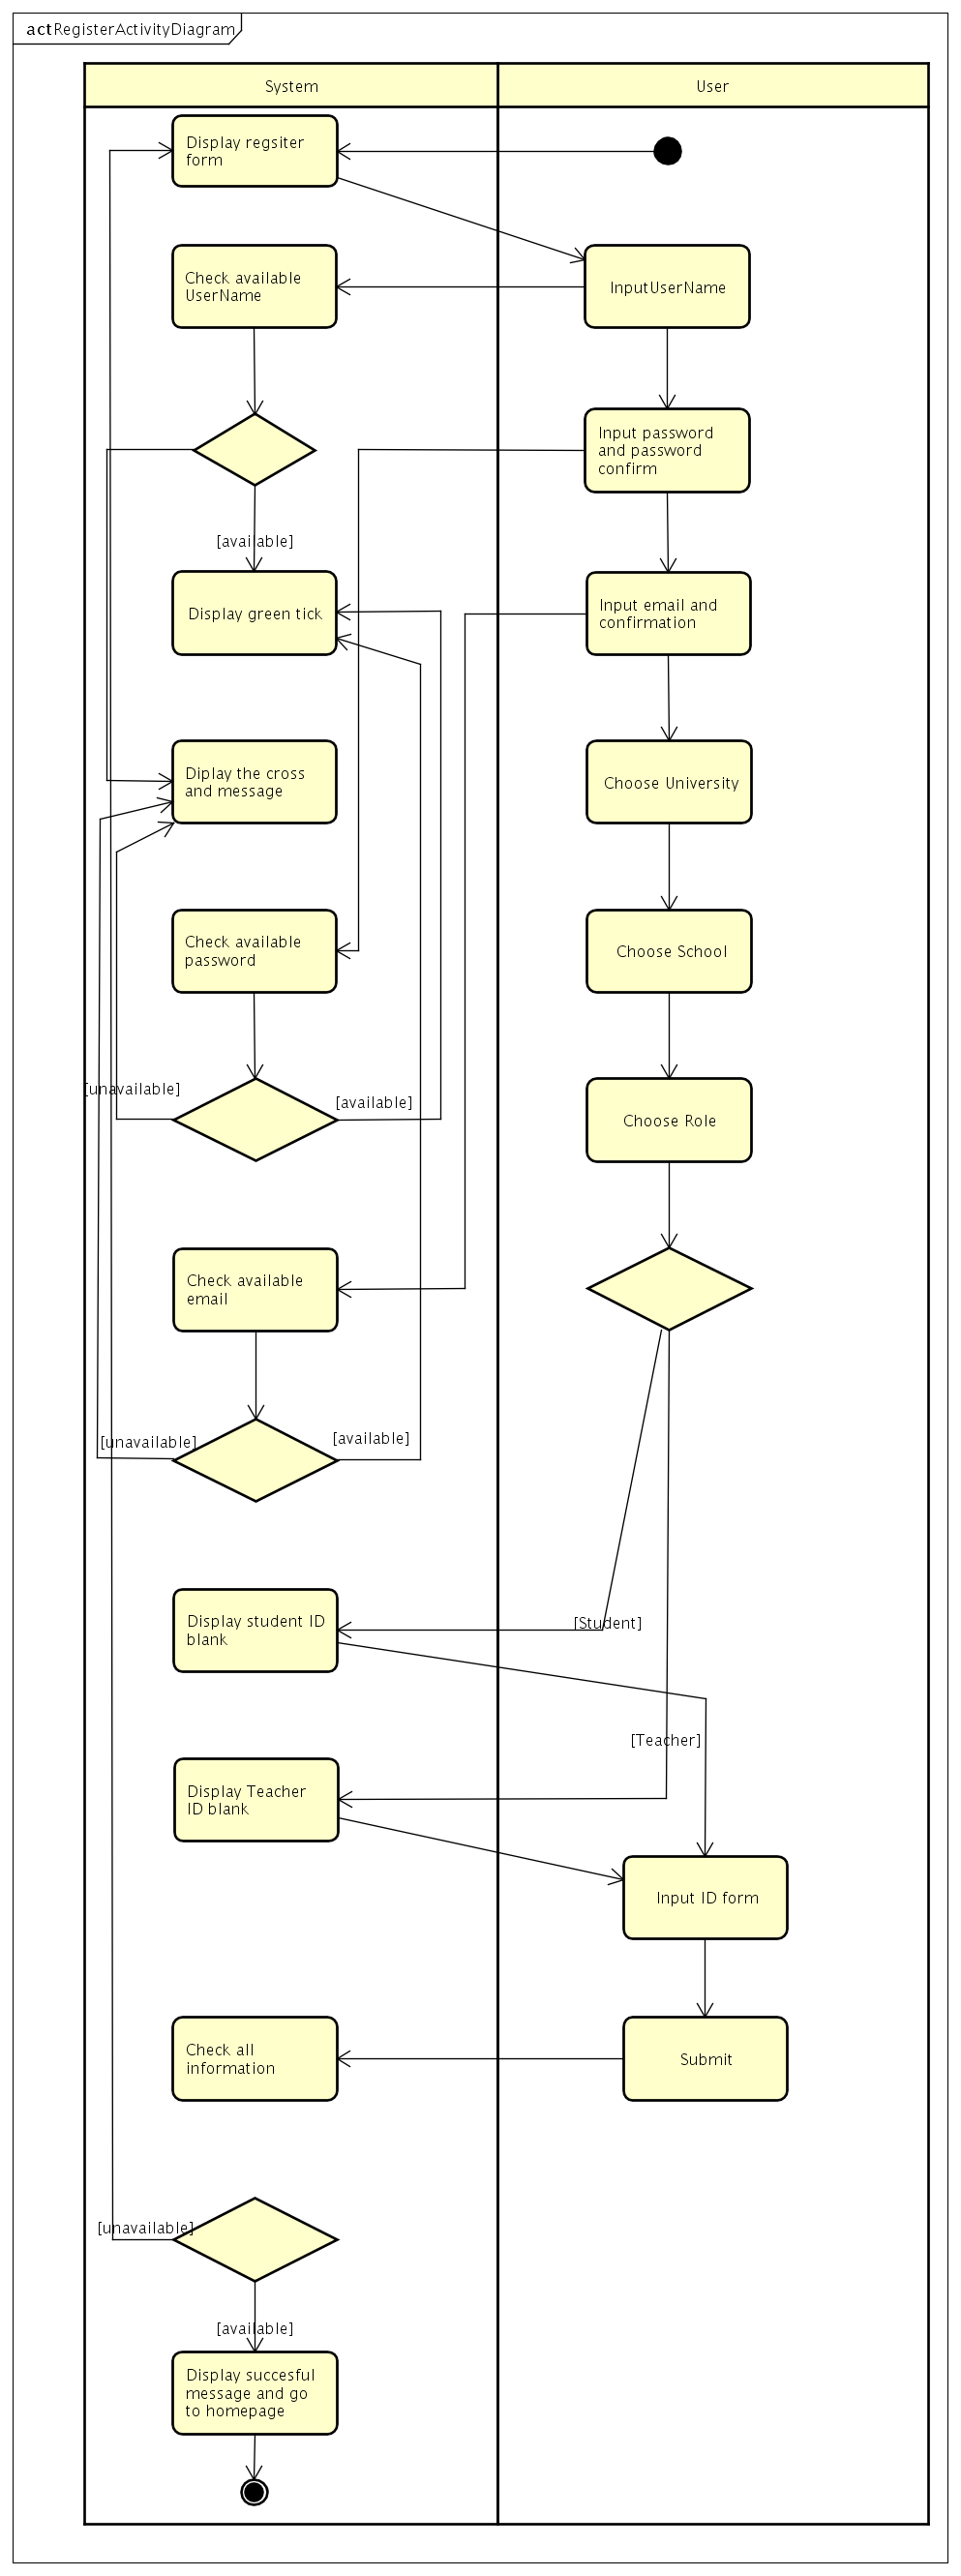 actRegisterActivityDiagram
System
User
Display regsiter
form
Check available
UserName
InputUserName
Input password
and password
confirm
[available]
Display green tick
Input email and
confirmation
Diplay the cross
and message
Choose University
Check available
password
Choose School
[unavailable]
[available]
Choose Role
Check available
email
[unavailable]
[available]
Display student ID
blank
[Student]
[Teacher]
Display Teacher
ID blank
Input ID form
Check all
information
Submit
[unavailable]
[available]
Display succesful
message and go
to homepage